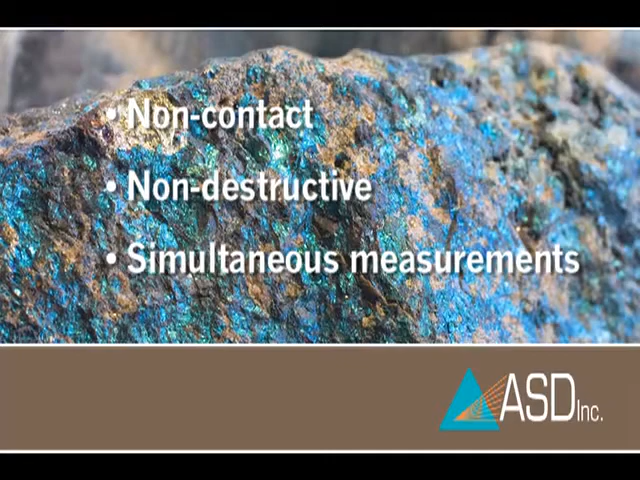 • Non-contact
• Non-destructive
• Simultaneous measurements
ASD Inc.